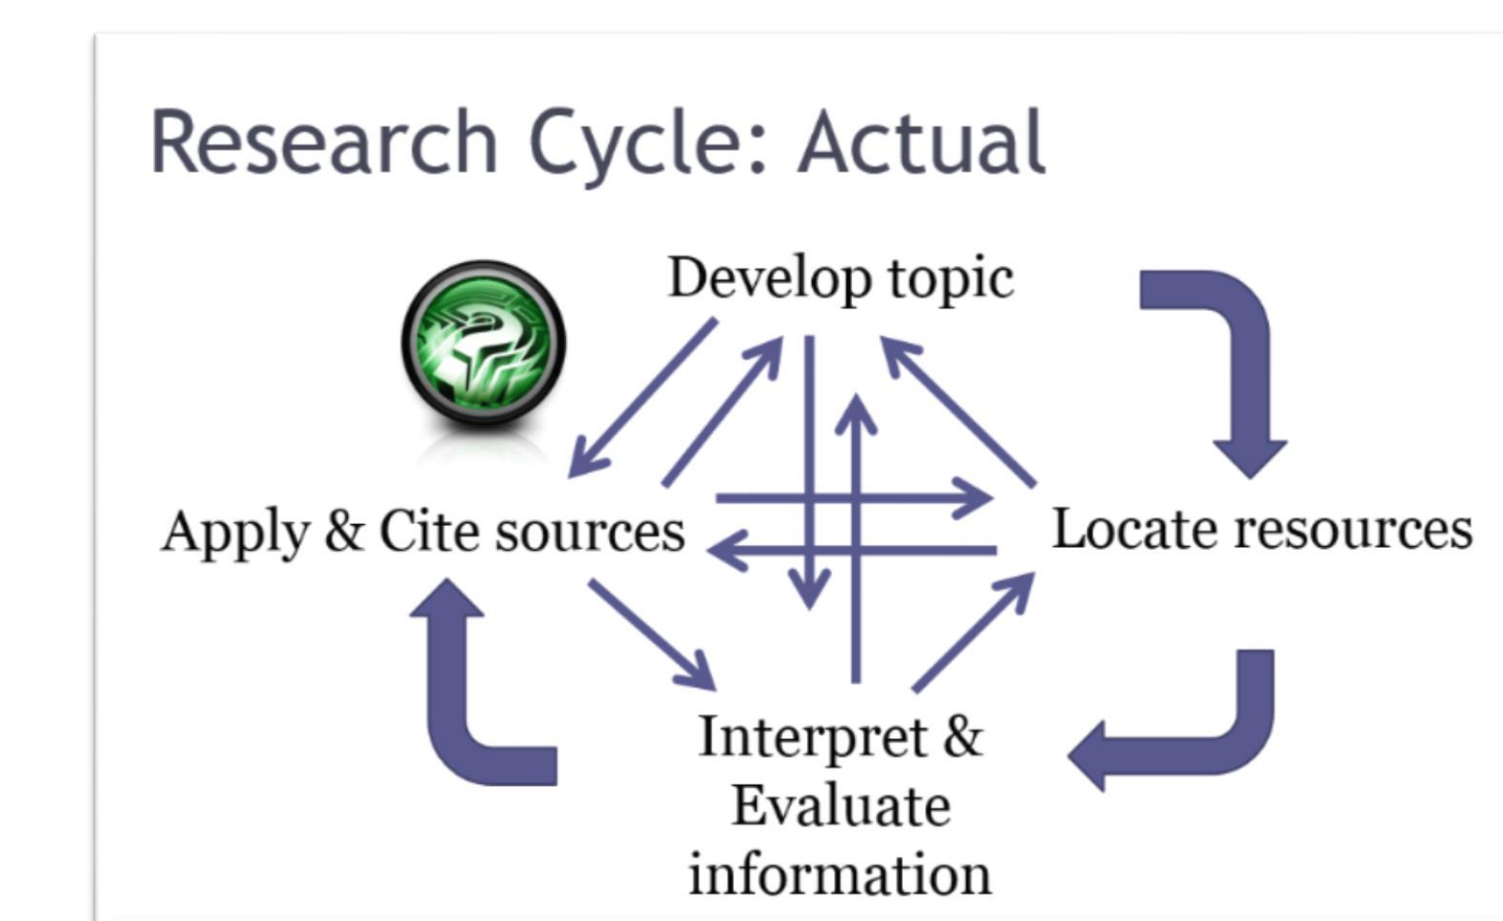 Research Cycle: Actual
Develop topic
Apply & Cite sources
Locate resources
Interpret &
Evaluate
information